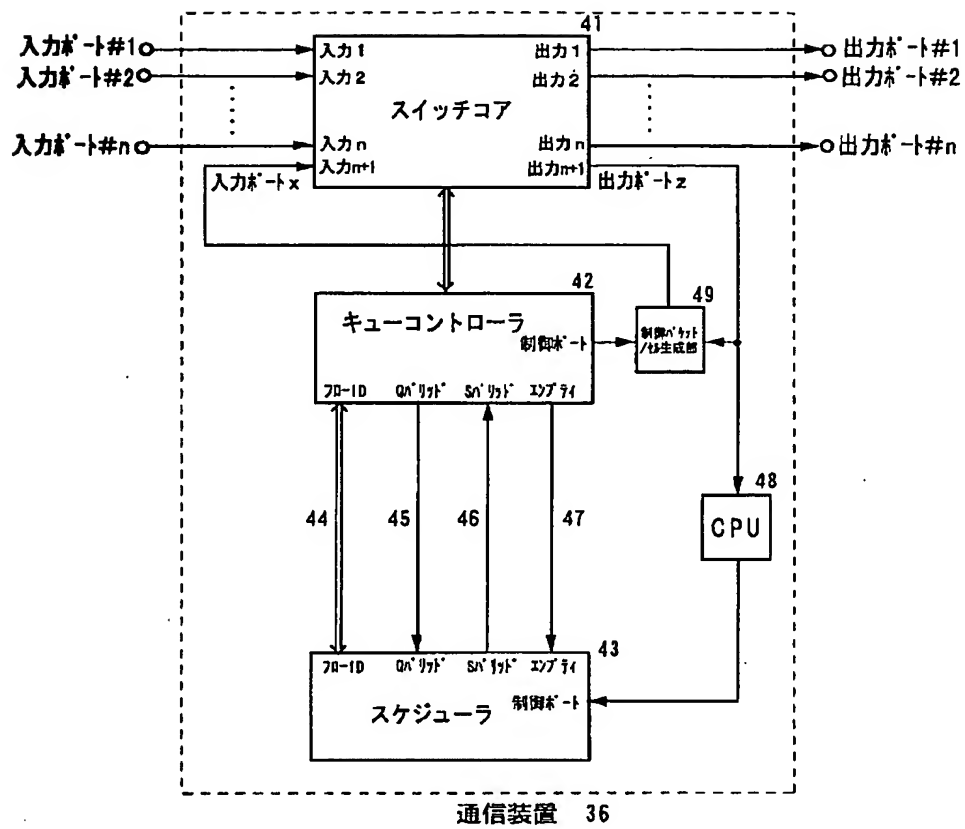 41
入力ﾎﾟｰﾄ#1
入力1
出力1
出力ﾎﾟｰﾄ#1
入力ﾎﾟｰﾄ#2
入力2
出力2
出力ﾎﾟｰﾄ#2
スイッチコア
入力ﾎﾟｰﾄ#n
入力n
出力n
出力ﾎﾟｰﾄ#n
入力n+1
出力n+1
入力ﾎﾟｰﾄx
出力ﾎﾟｰﾄz
42
キューコントローラ
制御ﾎﾟｰﾄ
49
制御ﾊﾟｹｯﾄ
/ｾﾙ生成部
ﾌﾛｰID
Qﾊﾞﾘｯﾄﾞ
Sﾊﾞﾘｯﾄﾞ
ｴﾝﾌﾟﾃｨ
48
CPU
44
45
46
47
43
ﾌﾛｰID
Qﾊﾞﾘｯﾄﾞ
Sﾊﾞﾘｯﾄﾞ
ｴﾝﾌﾟﾃｨ
制御ﾎﾟｰﾄ
スケジューラ
通信装置 36